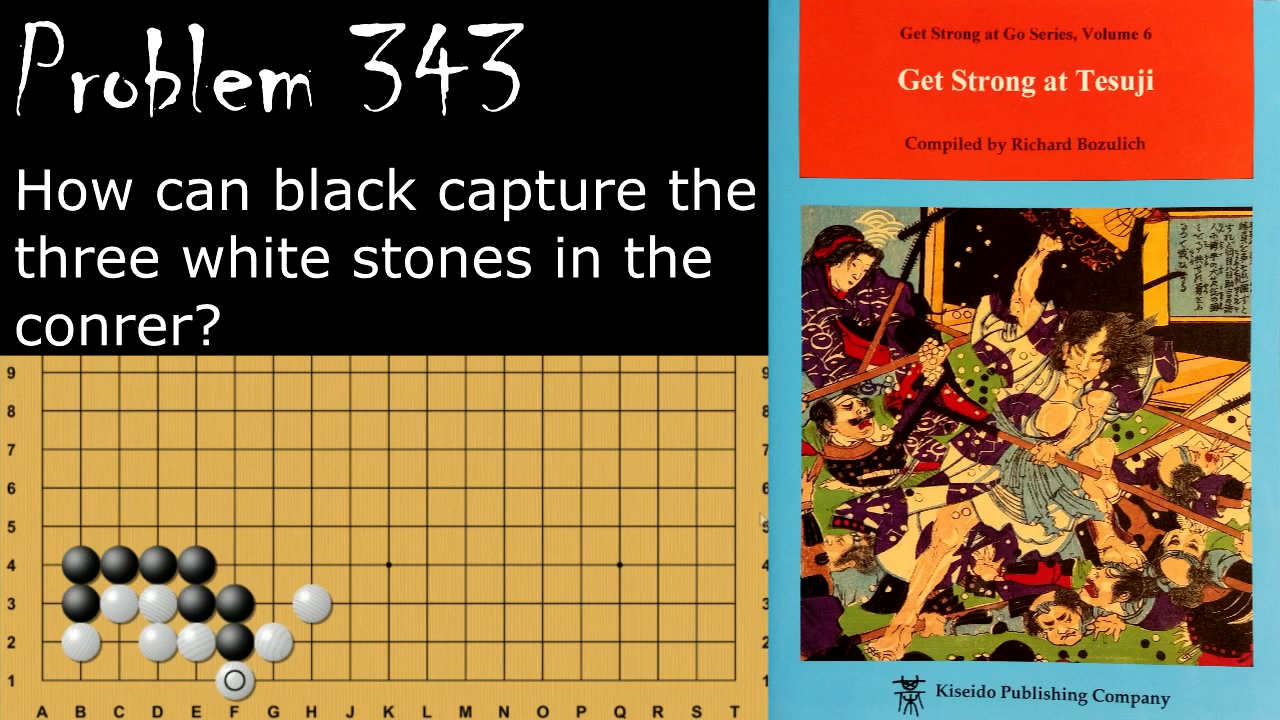 Problem 343
How can black capture the
three white stones in the
conrer?
9
8
7
6
5
4
3
2
1
A B C D E F G H J K L M N O P Q R S T
9
8
7
6
5
4
3
2
1
Get Strong at Go Series, Volume 6
Get Strong at Tesuji
Compiled by Richard Bozulich
Kiseido Publishing Company